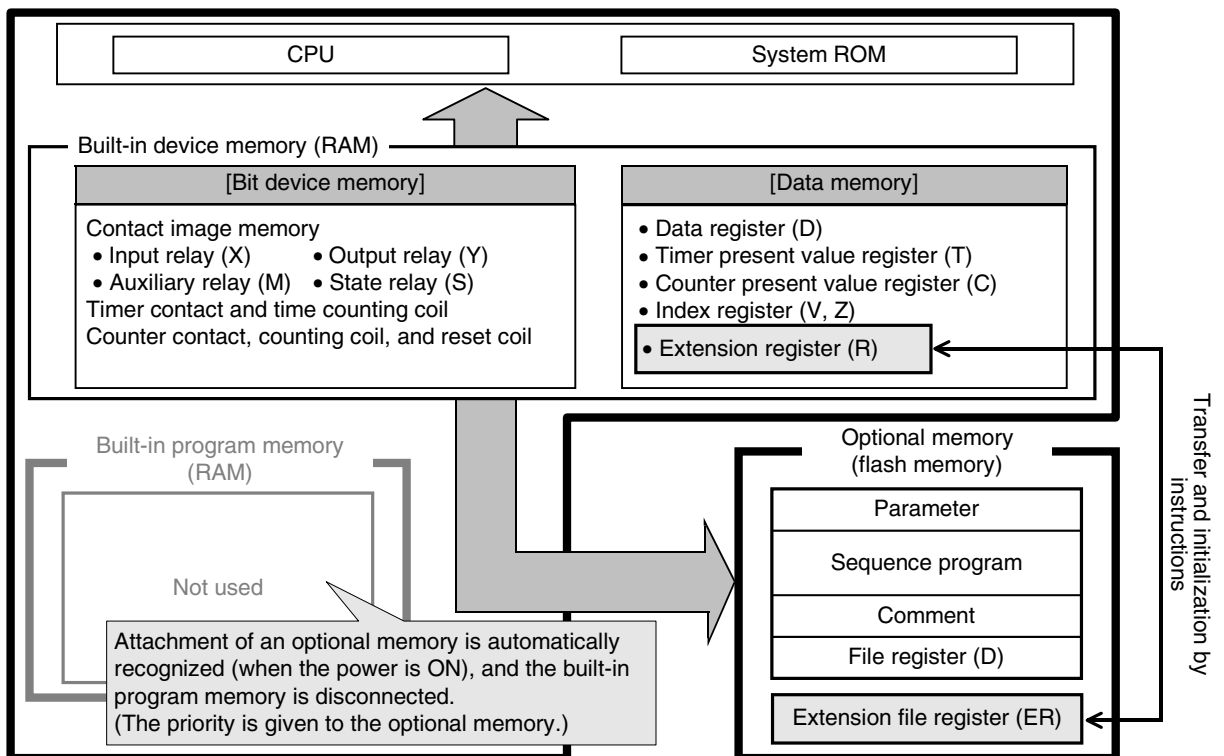 CPU
System ROM
Built-in device memory (RAM)
[Bit device memory]
Contact image memory
• Input relay (X) • Output relay (Y)
• Auxiliary relay (M) • State relay (S)
Timer contact and time counting coil
Counter contact, counting coil, and reset coil
[Data memory]
• Data register (D)
• Timer present value register (T)
• Counter present value register (C)
• Index register (V, Z)
• Extension register (R)
Transfer and initialization by
instructions
Built-in program memory
(RAM)
Not used
Attachment of an optional memory is automatically
recognized (when the power is ON), and the built-in
program memory is disconnected.
(The priority is given to the optional memory.)
Optional memory
(flash memory)
Parameter
Sequence program
Comment
File register (D)
Extension file register (ER)